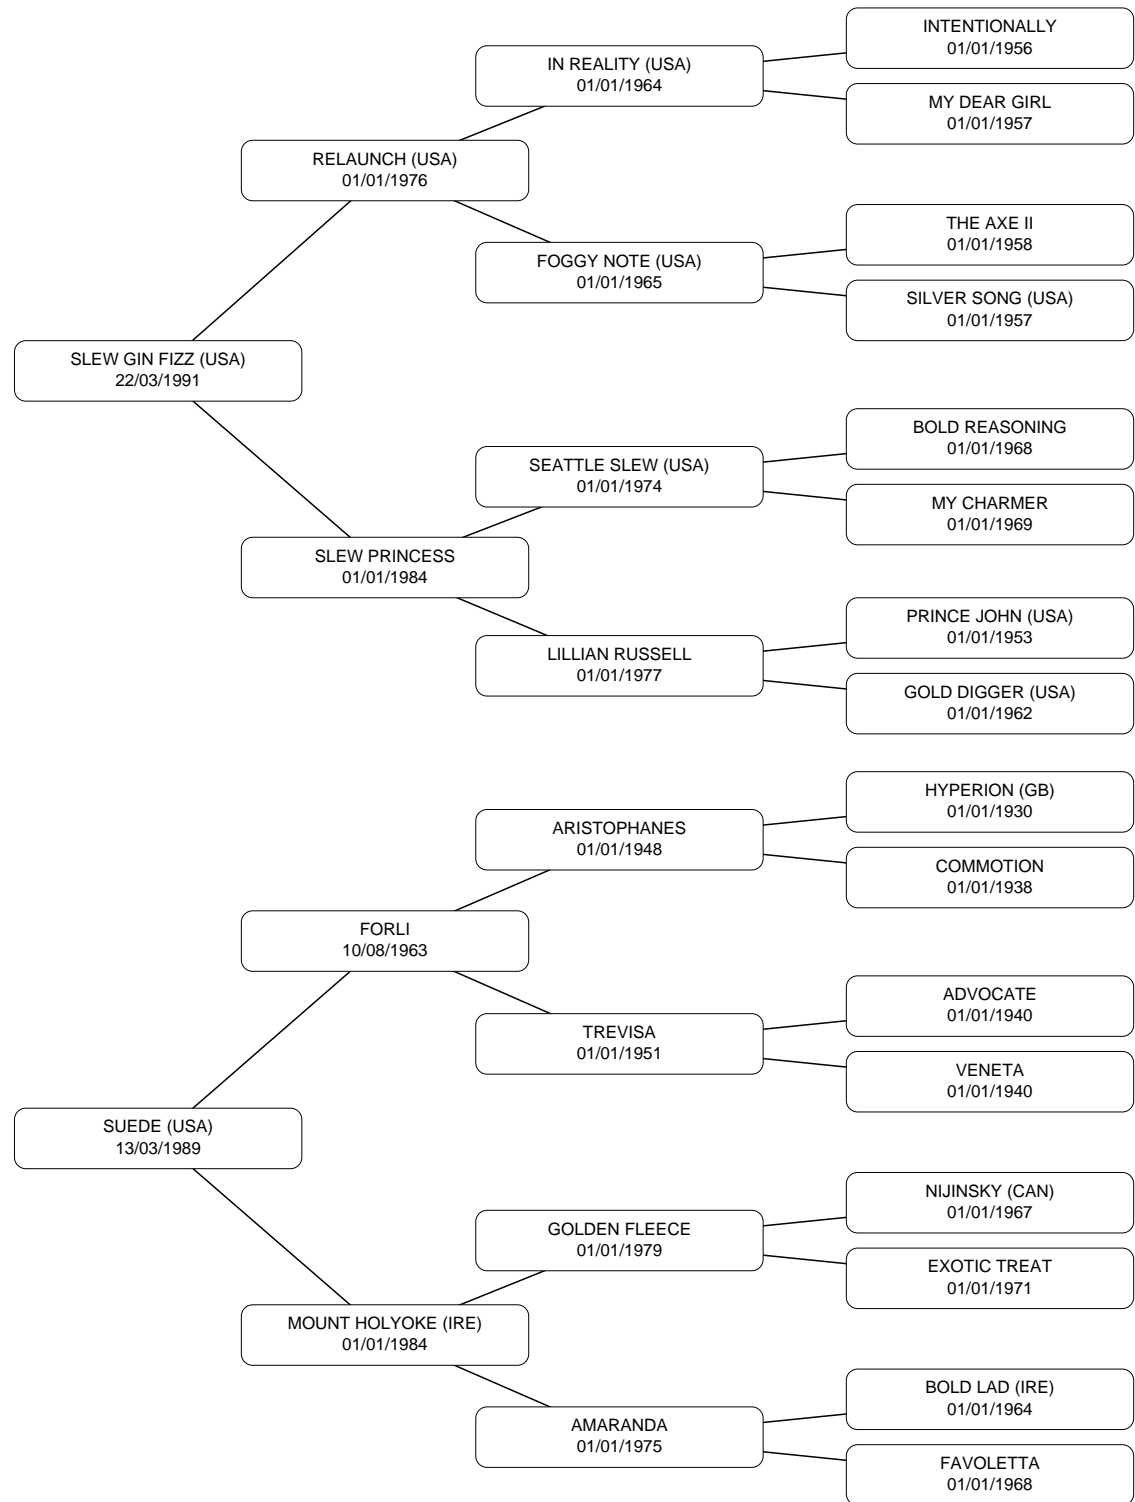 INTENTIONALLY
01/01/1956
IN REALITY (USA)
01/01/1964
MY DEAR GIRL
01/01/1957
RELAUNCH (USA)
01/01/1976
THE AXE II
01/01/1958
FOGGY NOTE (USA)
01/01/1965
SILVER SONG (USA)
01/01/1957
SLEW GIN FIZZ (USA)
22/03/1991
BOLD REASONING
01/01/1968
SEATTLE SLEW (USA)
01/01/1974
MY CHARMER
01/01/1969
SLEW PRINCESS
01/01/1984
PRINCE JOHN (USA)
01/01/1953
LILLIAN RUSSELL
01/01/1977
GOLD DIGGER (USA)
01/01/1962
HYPERION (GB)
01/01/1930
ARISTOPHANES
01/01/1948
COMMOTION
01/01/1938
FORLI
10/08/1963
ADVOCATE
01/01/1940
TREVISA
01/01/1951
VENETA
01/01/1940
SUEDE (USA)
13/03/1989
NIJINSKY (CAN)
01/01/1967
GOLDEN FLEECE
01/01/1979
EXOTIC TREAT
01/01/1971
MOUNT HOLYOKE (IRE)
01/01/1984
BOLD LAD (IRE)
01/01/1964
AMARANDA
01/01/1975
FAVOLETTA
01/01/1968